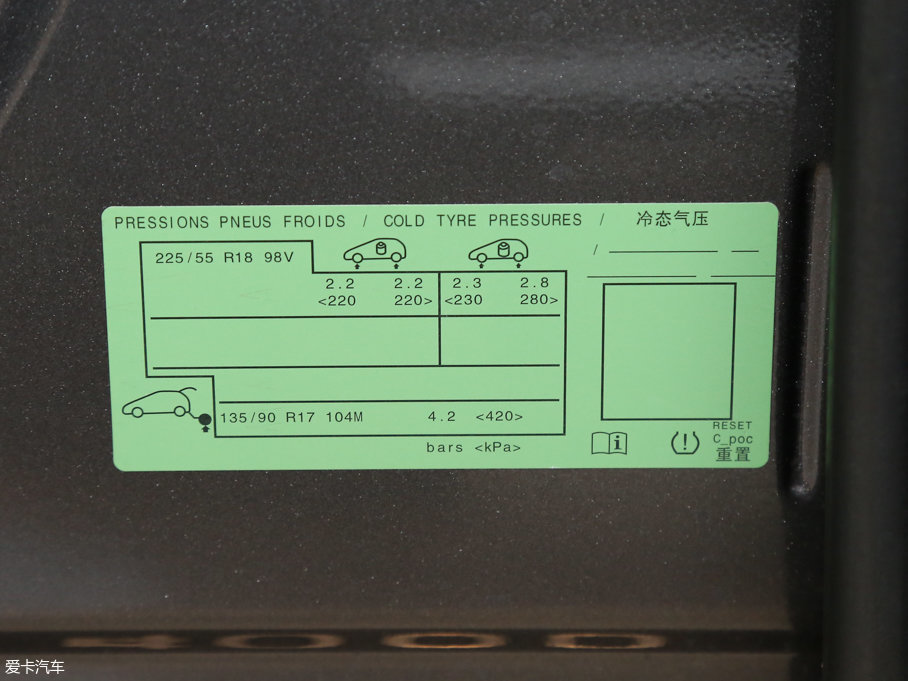 PRESSIONS PNEUS FROIDS / COLD TYRE PRESSURES / 冷态气压
225/55 R18 98V
/
2.2 2.2 2.3 2.8
<220 220> <230 280>
135/90 R17 104M 4.2 <420>
bars <kPa>
i
(!)
RESET
C_poc
重置
爱卡汽车